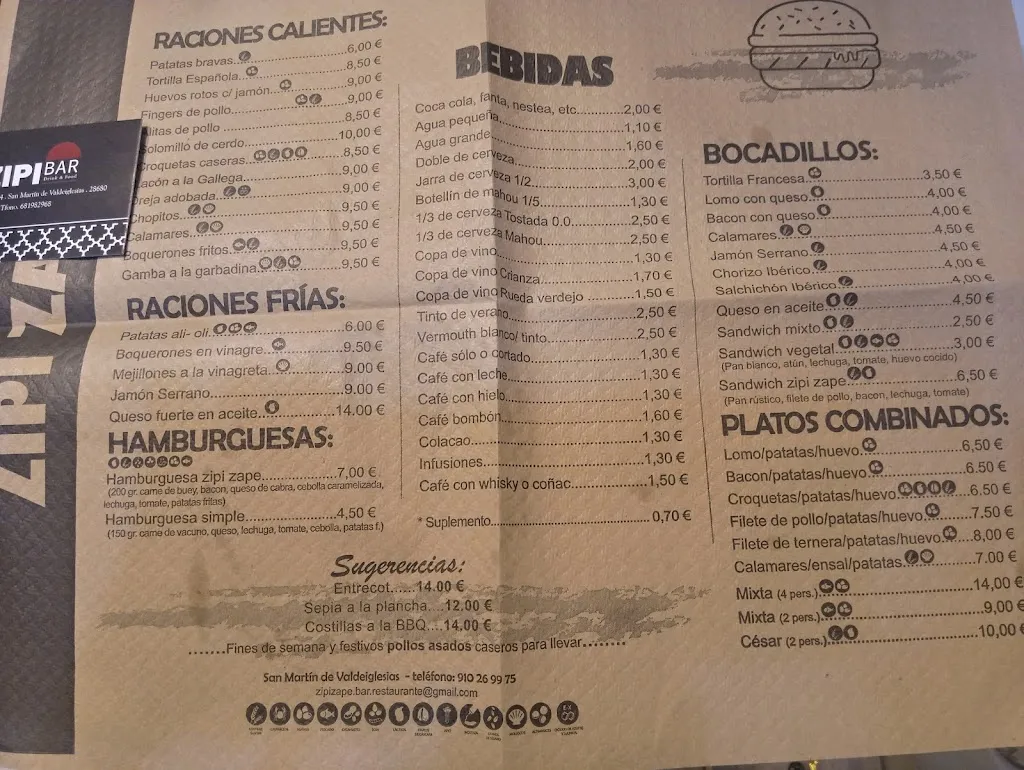 RACIONES CALIENTES:
Patatas bravas 6,00 €
Tortilla Española 8,50 €
Huevos rotos c/ jamón 9,00 €
Fingers de pollo 9,00 €
litas de pollo 8,50 €
olomillo de cerdo 10,00 €
roquetas caseras 8,50 €
acón a la Gallega 9,00 €
reja adobada 9,00 €
Chopitos 9,50 €
Calamares 9,50 €
Boquerones fritos 9,50 €
Gamba a la garbadina 9,50 €
RACIONES FRÍAS:
Patatas ali- oli 6.00 €
Boquerones en vinagre 9.50 €
Mejillones a la vinagreta 9.00 €
Jamón Serrano 9.00 €
Queso fuerte en aceite 14.00 €
HAMBURGUESAS:
Hamburguesa zipi zape 7,00 €
(200 gr. carne de buey, bacon, queso de cabra, cebolla caramelizada,
lechuga, tomate, patatas fritas)
Hamburguesa simple 4,50 €
(150 gr. carne de vacuno, queso, lechuga, tomate, cebolla, patatas f.)
BEBIDAS
Coca cola, fanta, nestea, etc 2,00 €
Agua pequeña 1,10 €
Agua grande 1,60 €
Doble de cerveza 2,00 €
Jarra de cerveza 1/2 3,00 €
Botellín de mahou 1/5 1,30 €
1/3 de cerveza Tostada 0.0 2,50 €
1/3 de cerveza Mahou 2,50 €
Copa de vino 1,30 €
Copa de vino Crianza 1,70 €
Copa de vino Rueda verdejo 1,50 €
Tinto de verano 2,50 €
Vermouth blanco/ tinto 2,50 €
Café sólo o cortado 1,30 €
Café con leche 1,30 €
Café con hielo 1,30 €
Café bombón 1,60 €
Colacao 1,30 €
Infusiones 1,30 €
Café con whisky o coñac 1,50 €
* Suplemento 0,70 €
BOCADILLOS:
Tortilla Francesa 3,50 €
Lomo con queso 4,00 €
Bacon con queso 4,00 €
Calamares 4,50 €
Jamón Serrano 4,50 €
Chorizo Ibérico 4,00 €
Salchichón Ibérico 4,00 €
Queso en aceite 4,50 €
Sandwich mixto 2,50 €
Sandwich vegetal 3,00 €
(Pan blanco, atún, lechuga, tomate, huevo cocido)
Sandwich zipi zape 6,50 €
(Pan rústico, filete de pollo, bacon, lechuga, tomate)
PLATOS COMBINADOS:
Lomo/patatas/huevo 6,50 €
Bacon/patatas/huevo 6.50 €
Croquetas/patatas/huevo 6.50 €
Filete de pollo/patatas/huevo 7.50 €
Filete de ternera/patatas/huevo 8,00 €
Calamares/ensal/patatas 7.00 €
Mixta (4 pers.) 14,00 €
Mixta (2 pers.) 9,00 €
César (2 pers.) 10,00 €
Sugerencias:
Entrecot......14.00 €
Sepia a la plancha....12.00 €
Costillas a la BBQ....14.00 €
.......Fines de semana y festivos pollos asados caseros para llevar........
San Martín de Valdeiglesias - teléfono: 910 26 99 75
zipizape.bar.restaurante@gmail.com
ZIPI BAR
Drink & Food
4 . San Martín de Valdeiglesias . 28680
Tfono. 681982968
ZIPI ZA